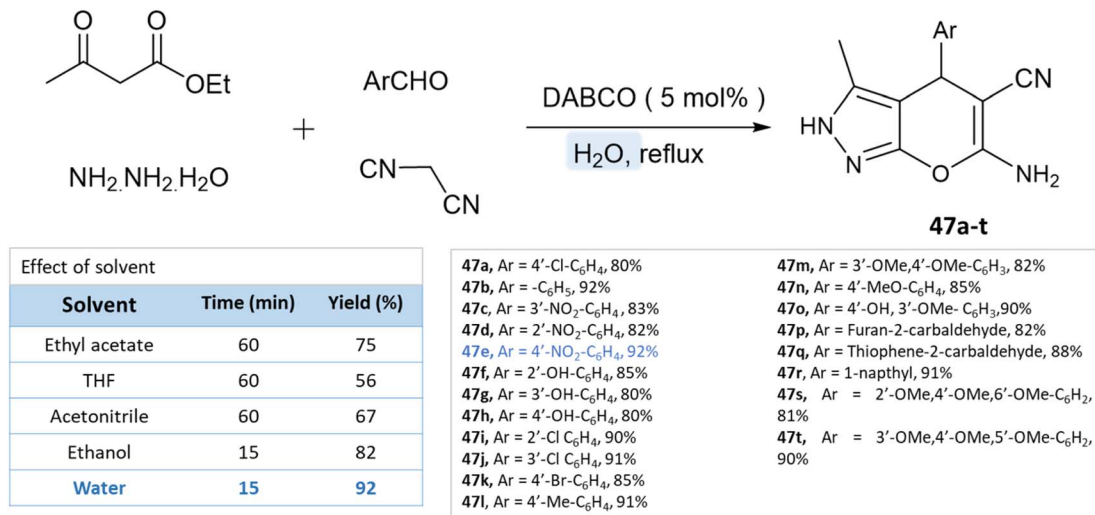 O
O
OEt
NH₂.NH₂.H₂O
+
ArCHO
CN
CN
DABCO ( 5 mol% )
H₂O, reflux
Ar
CN
HN
N
O
NH₂
47a-t
Effect of solvent
Solvent Time (min) Yield (%)
Ethyl acetate 60 75
THF 60 56
Acetonitrile 60 67
Ethanol 15 82
Water 15 92
47a, Ar = 4′-Cl-C₆H₄, 80%
47b, Ar = -C₆H₅, 92%
47c, Ar = 3′-NO₂-C₆H₄, 83%
47d, Ar = 2′-NO₂-C₆H₄, 82%
47e, Ar = 4′-NO₂-C₆H₄, 92%
47f, Ar = 2′-OH-C₆H₄, 85%
47g, Ar = 3′-OH-C₆H₄, 80%
47h, Ar = 4′-OH-C₆H₄, 80%
47i, Ar = 2′-Cl C₆H₄, 90%
47j, Ar = 3′-Cl C₆H₄, 91%
47k, Ar = 4′-Br-C₆H₄, 85%
47l, Ar = 4′-Me-C₆H₄, 91%
47m, Ar = 3′-OMe,4′-OMe-C₆H₃, 82%
47n, Ar = 4′-MeO-C₆H₄, 85%
47o, Ar = 4′-OH, 3′-OMe- C₆H₃,90%
47p, Ar = Furan-2-carbaldehyde, 82%
47q, Ar = Thiophene-2-carbaldehyde, 88%
47r, Ar = 1-napthyl, 91%
47s, Ar = 2′-OMe,4′-OMe,6′-OMe-C₆H₂,
81%
47t, Ar = 3′-OMe,4′-OMe,5′-OMe-C₆H₂,
90%